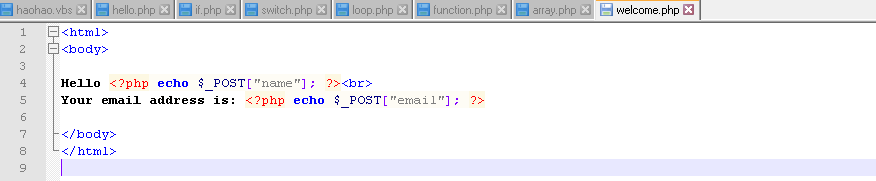 haohao.vbs hello.php if.php switch.php loop.php function.php array.php welcome.php
1 <html>
2 <body>
3
4 Hello <?php echo $_POST["name"]; ?><br>
5 Your email address is: <?php echo $_POST["email"]; ?>
6
7 </body>
8 </html>
9